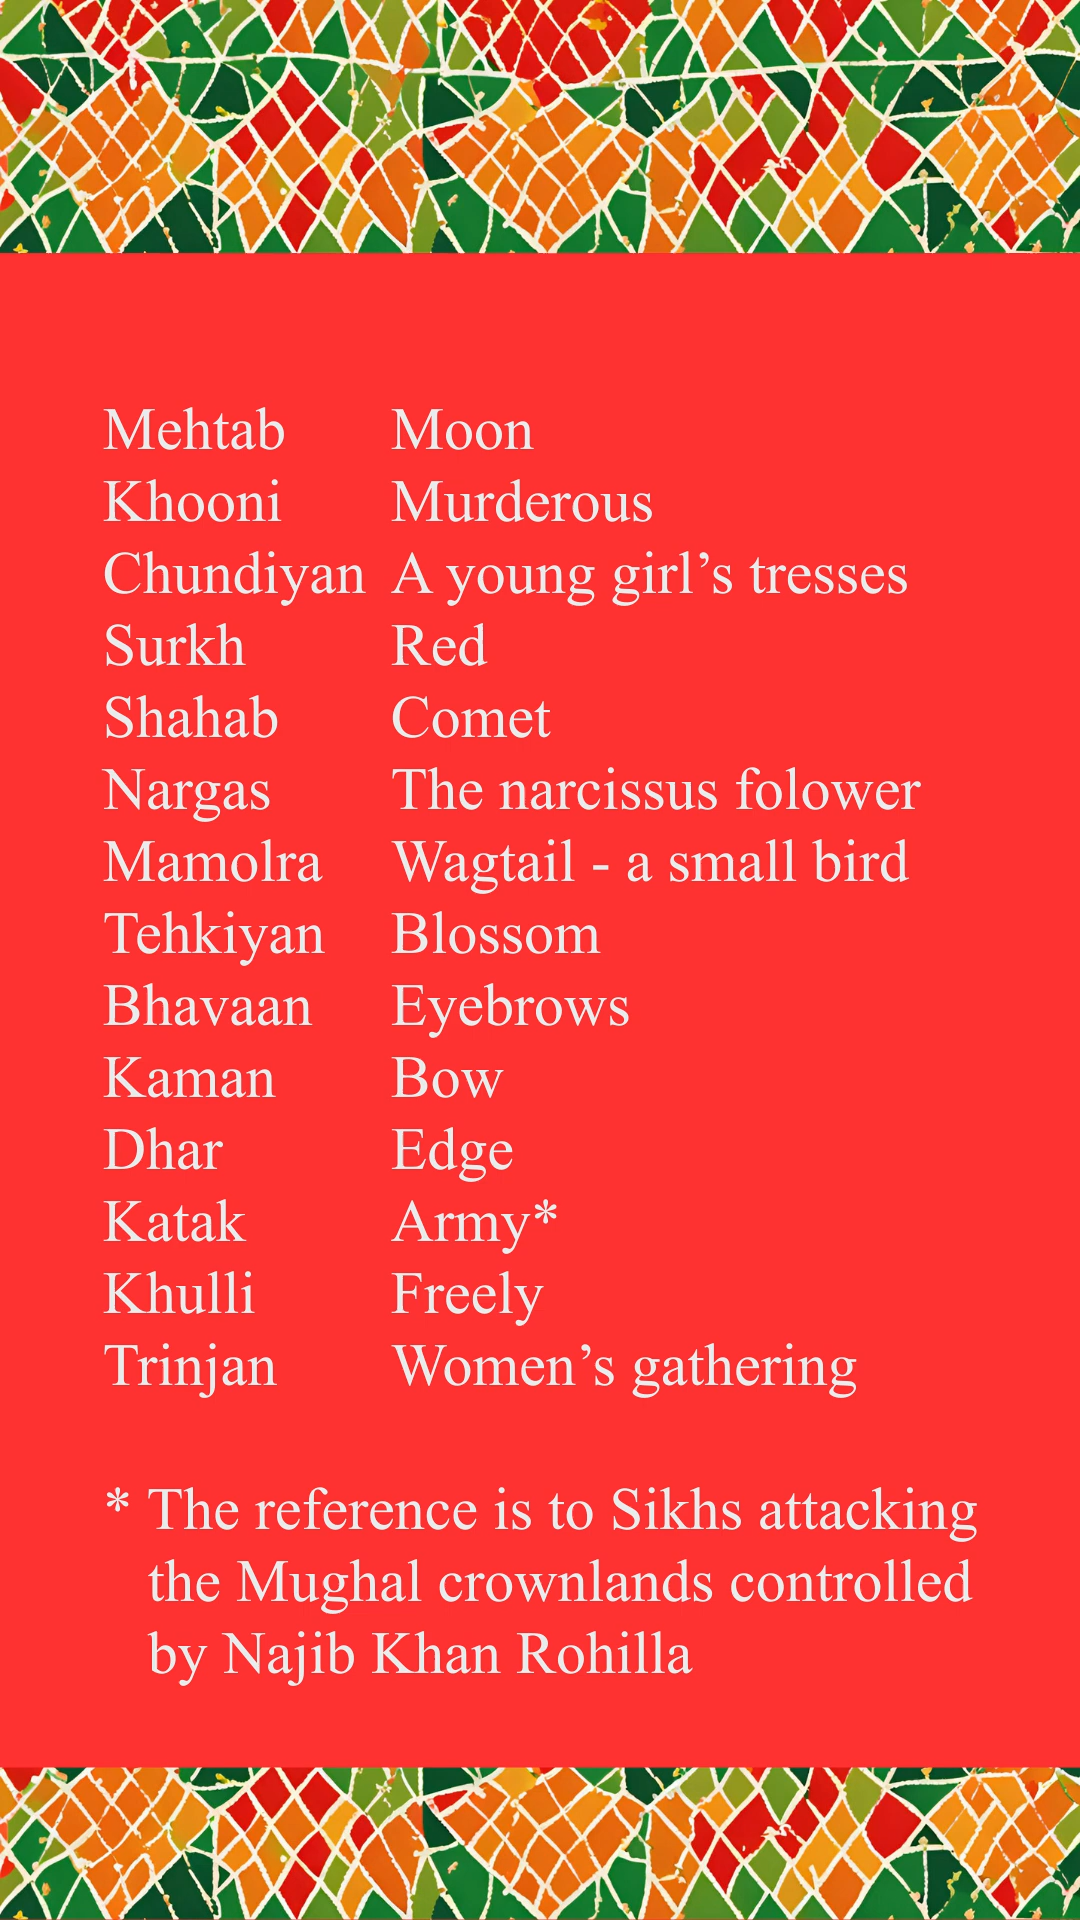 Mehtab Moon
Khooni Murderous
Chundiyan A young girl’s tresses
Surkh Red
Shahab Comet
Nargas The narcissus folower
Mamolra Wagtail - a small bird
Tehkiyan Blossom
Bhavaan Eyebrows
Kaman Bow
Dhar Edge
Katak Army*
Khulli Freely
Trinjan Women’s gathering
* The reference is to Sikhs attacking
the Mughal crownlands controlled
by Najib Khan Rohilla